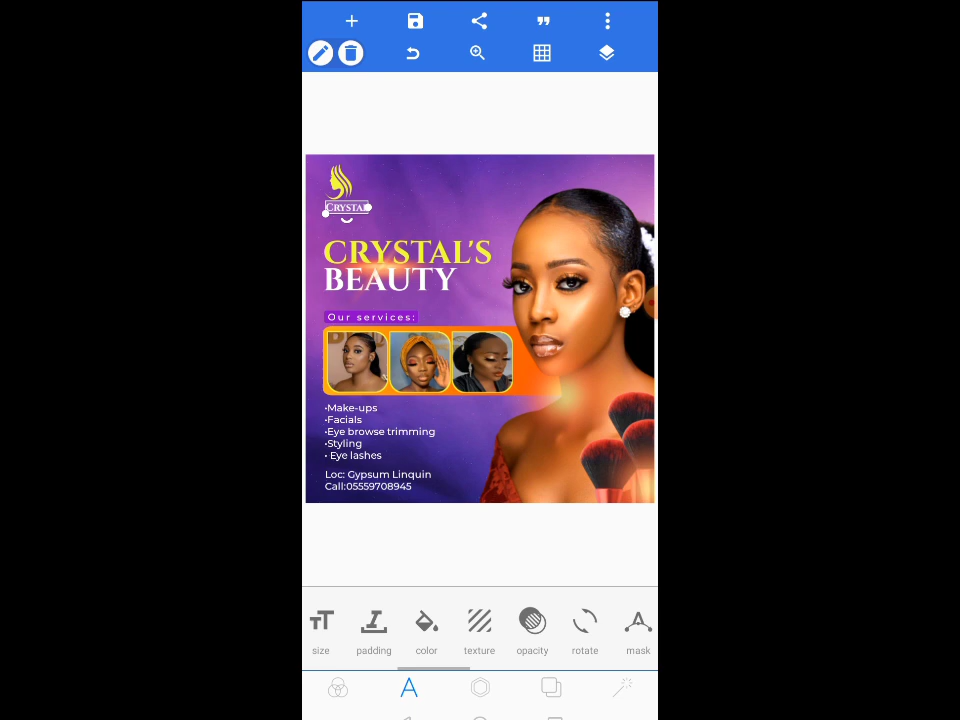 CRYSTAL
CRYSTAL'S
BEAUTY
Our services:
•Make-ups
•Facials
•Eye browse trimming
•Styling
• Eye lashes
Loc: Gypsum Linquin
Call:05559708945
size padding color texture opacity rotate mask